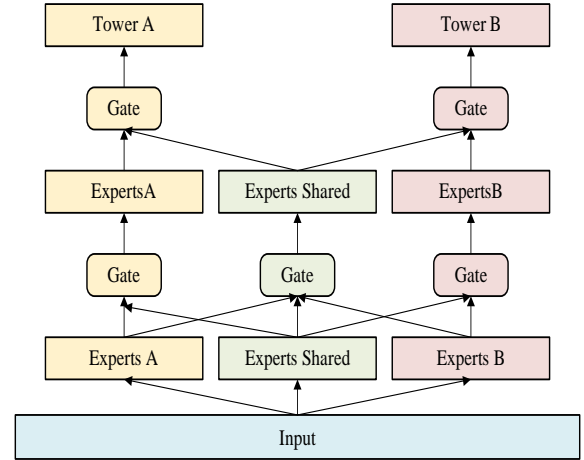 Tower A
Tower B
Gate
Gate
ExpertsA
Experts Shared
ExpertsB
Gate
Gate
Gate
Experts A
Experts Shared
Experts B
Input